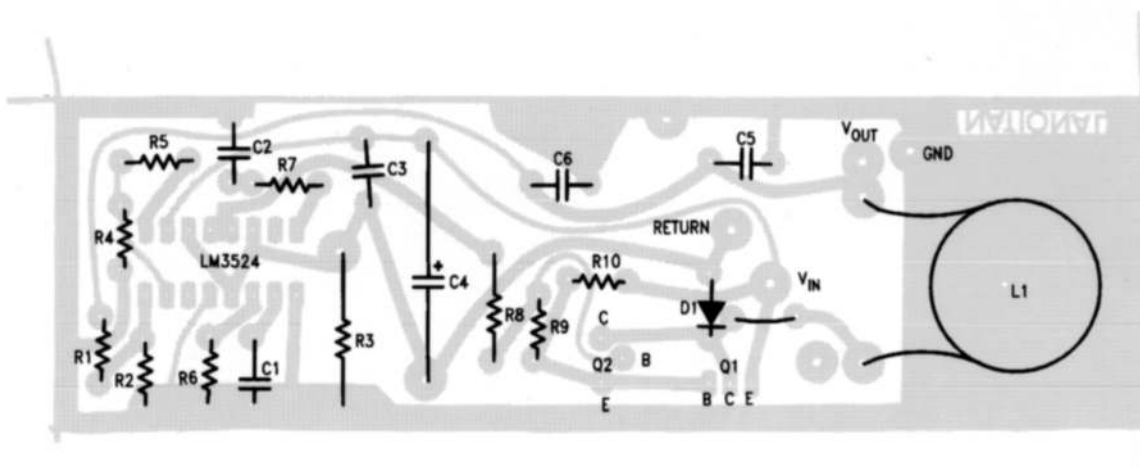 NATIONAL
C5
VOUT
GND
R5
C2
R7
C3
C6
RETURN
R4
LM3524
C4
R10
VIN
D1
L1
R8
R9
C
R1
R2
R6
C1
R3
Q2
B
Q1
E
B C E